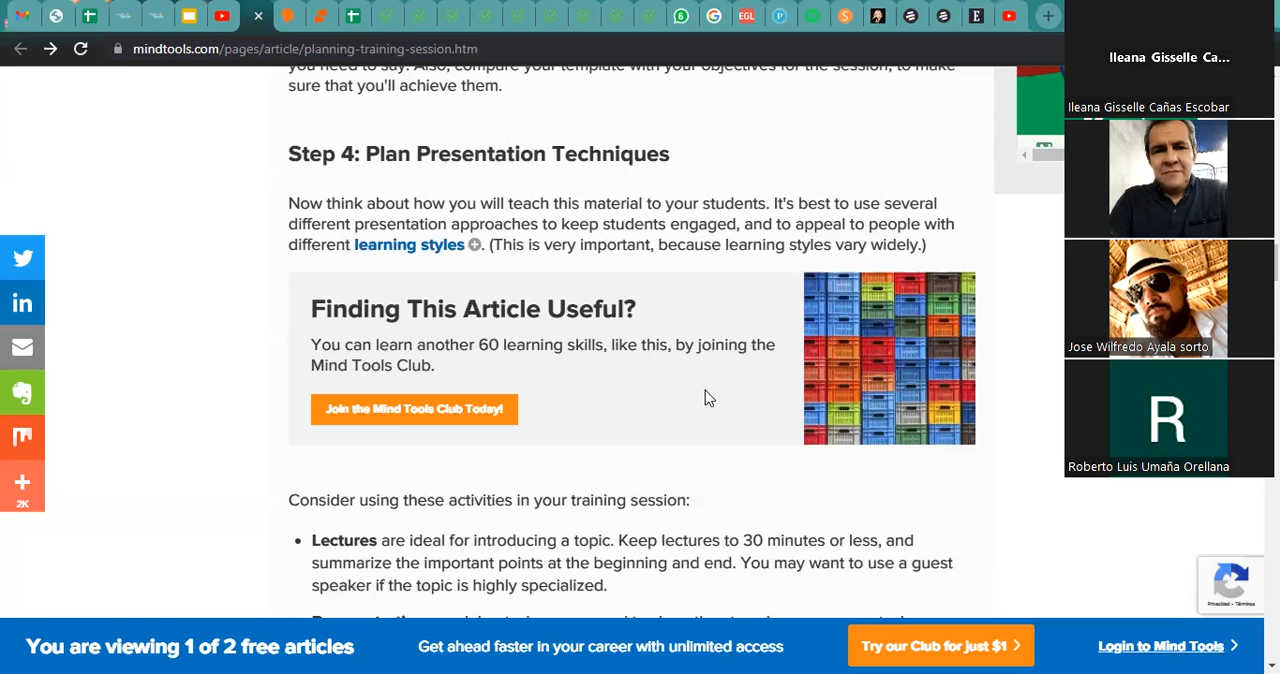 mindtools.com/pages/article/planning-training-session.htm
6
EGL
you need to say. Also, compare your template with your objectives for the session, to make
sure that you'll achieve them.
Step 4: Plan Presentation Techniques
Now think about how you will teach this material to your students. It's best to use several
different presentation approaches to keep students engaged, and to appeal to people with
different learning styles. (This is very important, because learning styles vary widely.)
Finding This Article Useful?
You can learn another 60 learning skills, like this, by joining the
Mind Tools Club.
Join the Mind Tools Club Today!
2K
Consider using these activities in your training session:
• Lectures are ideal for introducing a topic. Keep lectures to 30 minutes or less, and
summarize the important points at the beginning and end. You may want to use a guest
speaker if the topic is highly specialized.
You are viewing 1 of 2 free articles
Get ahead faster in your career with unlimited access
Try our Club for just $1
Login to Mind Tools
Privacidad - Términos
Ileana Gisselle Ca...
Ileana Gisselle Cañas Escobar
Jose Wilfredo Ayala sorto
R
Roberto Luis Umaña Orellana